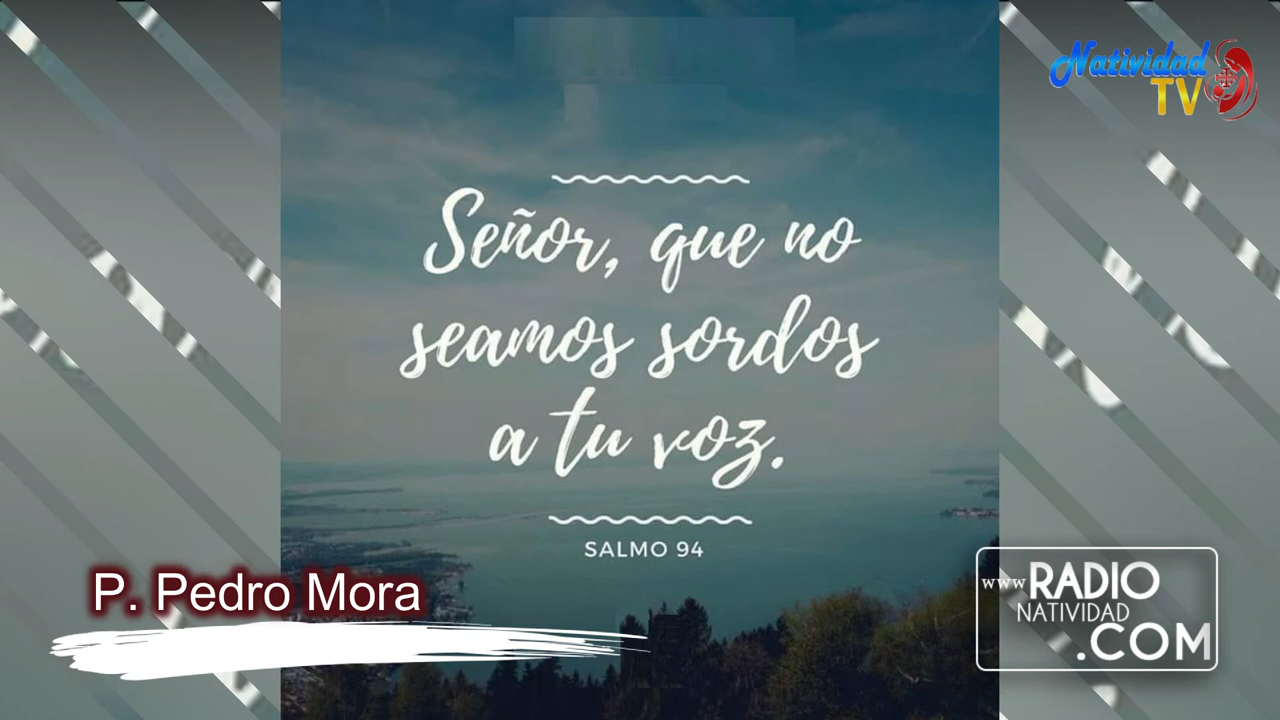 Natividad
TV
Señor, que no
seamos sordos
a tu voz.
SALMO 94
P. Pedro Mora
www RADIO
NATIVIDAD
.COM